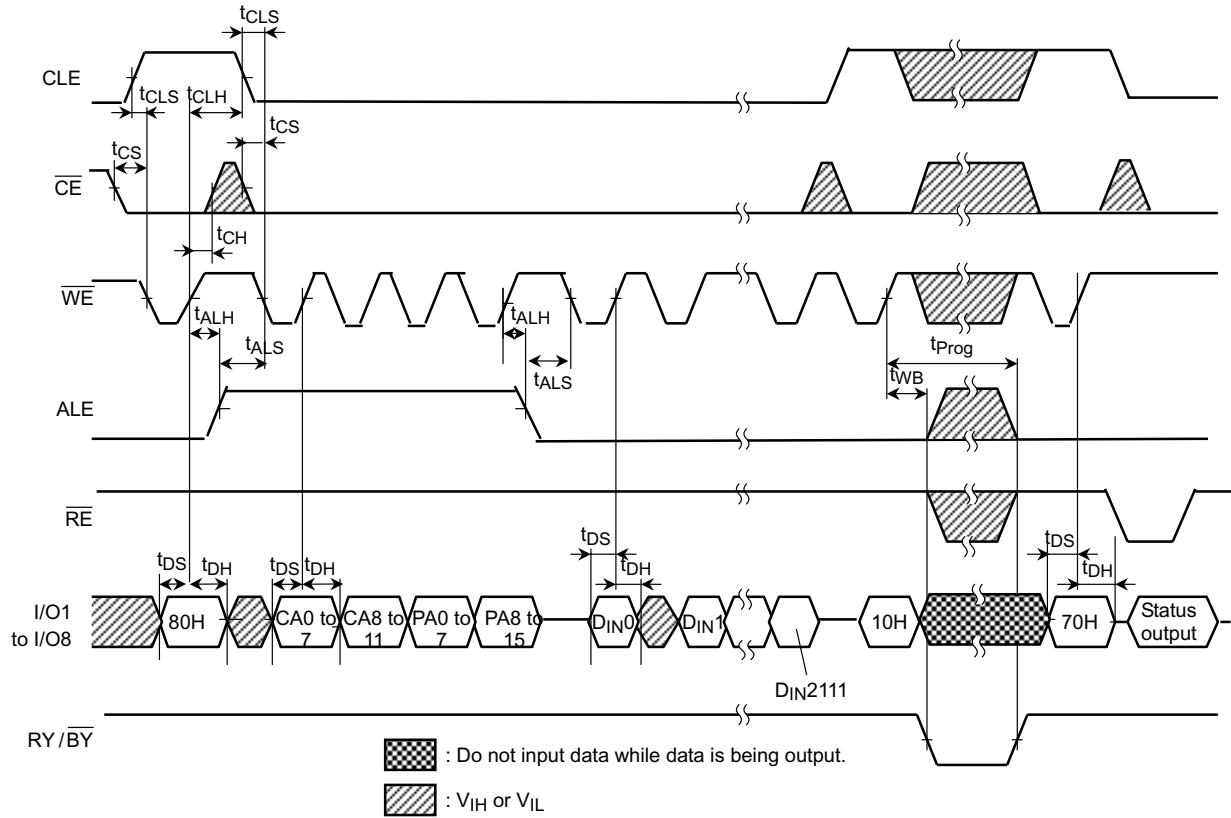 tCLS
CLE
tCLS
tCLH
tCS
tCS
CE
tCH
WE
tALH
tALH
tProg
tALS
tALS
tWB
ALE
RE
tDS
tDH
tDS
tDH
tDS
tDH
tDS
tDH
I/O1
to I/O8
80H
CA0 to
7
CA8 to
11
PA0 to
7
PA8 to
15
DIN0
DIN1
10H
70H
Status
output
DIN2111
RY/BY
: Do not input data while data is being output.
: VIH or VIL